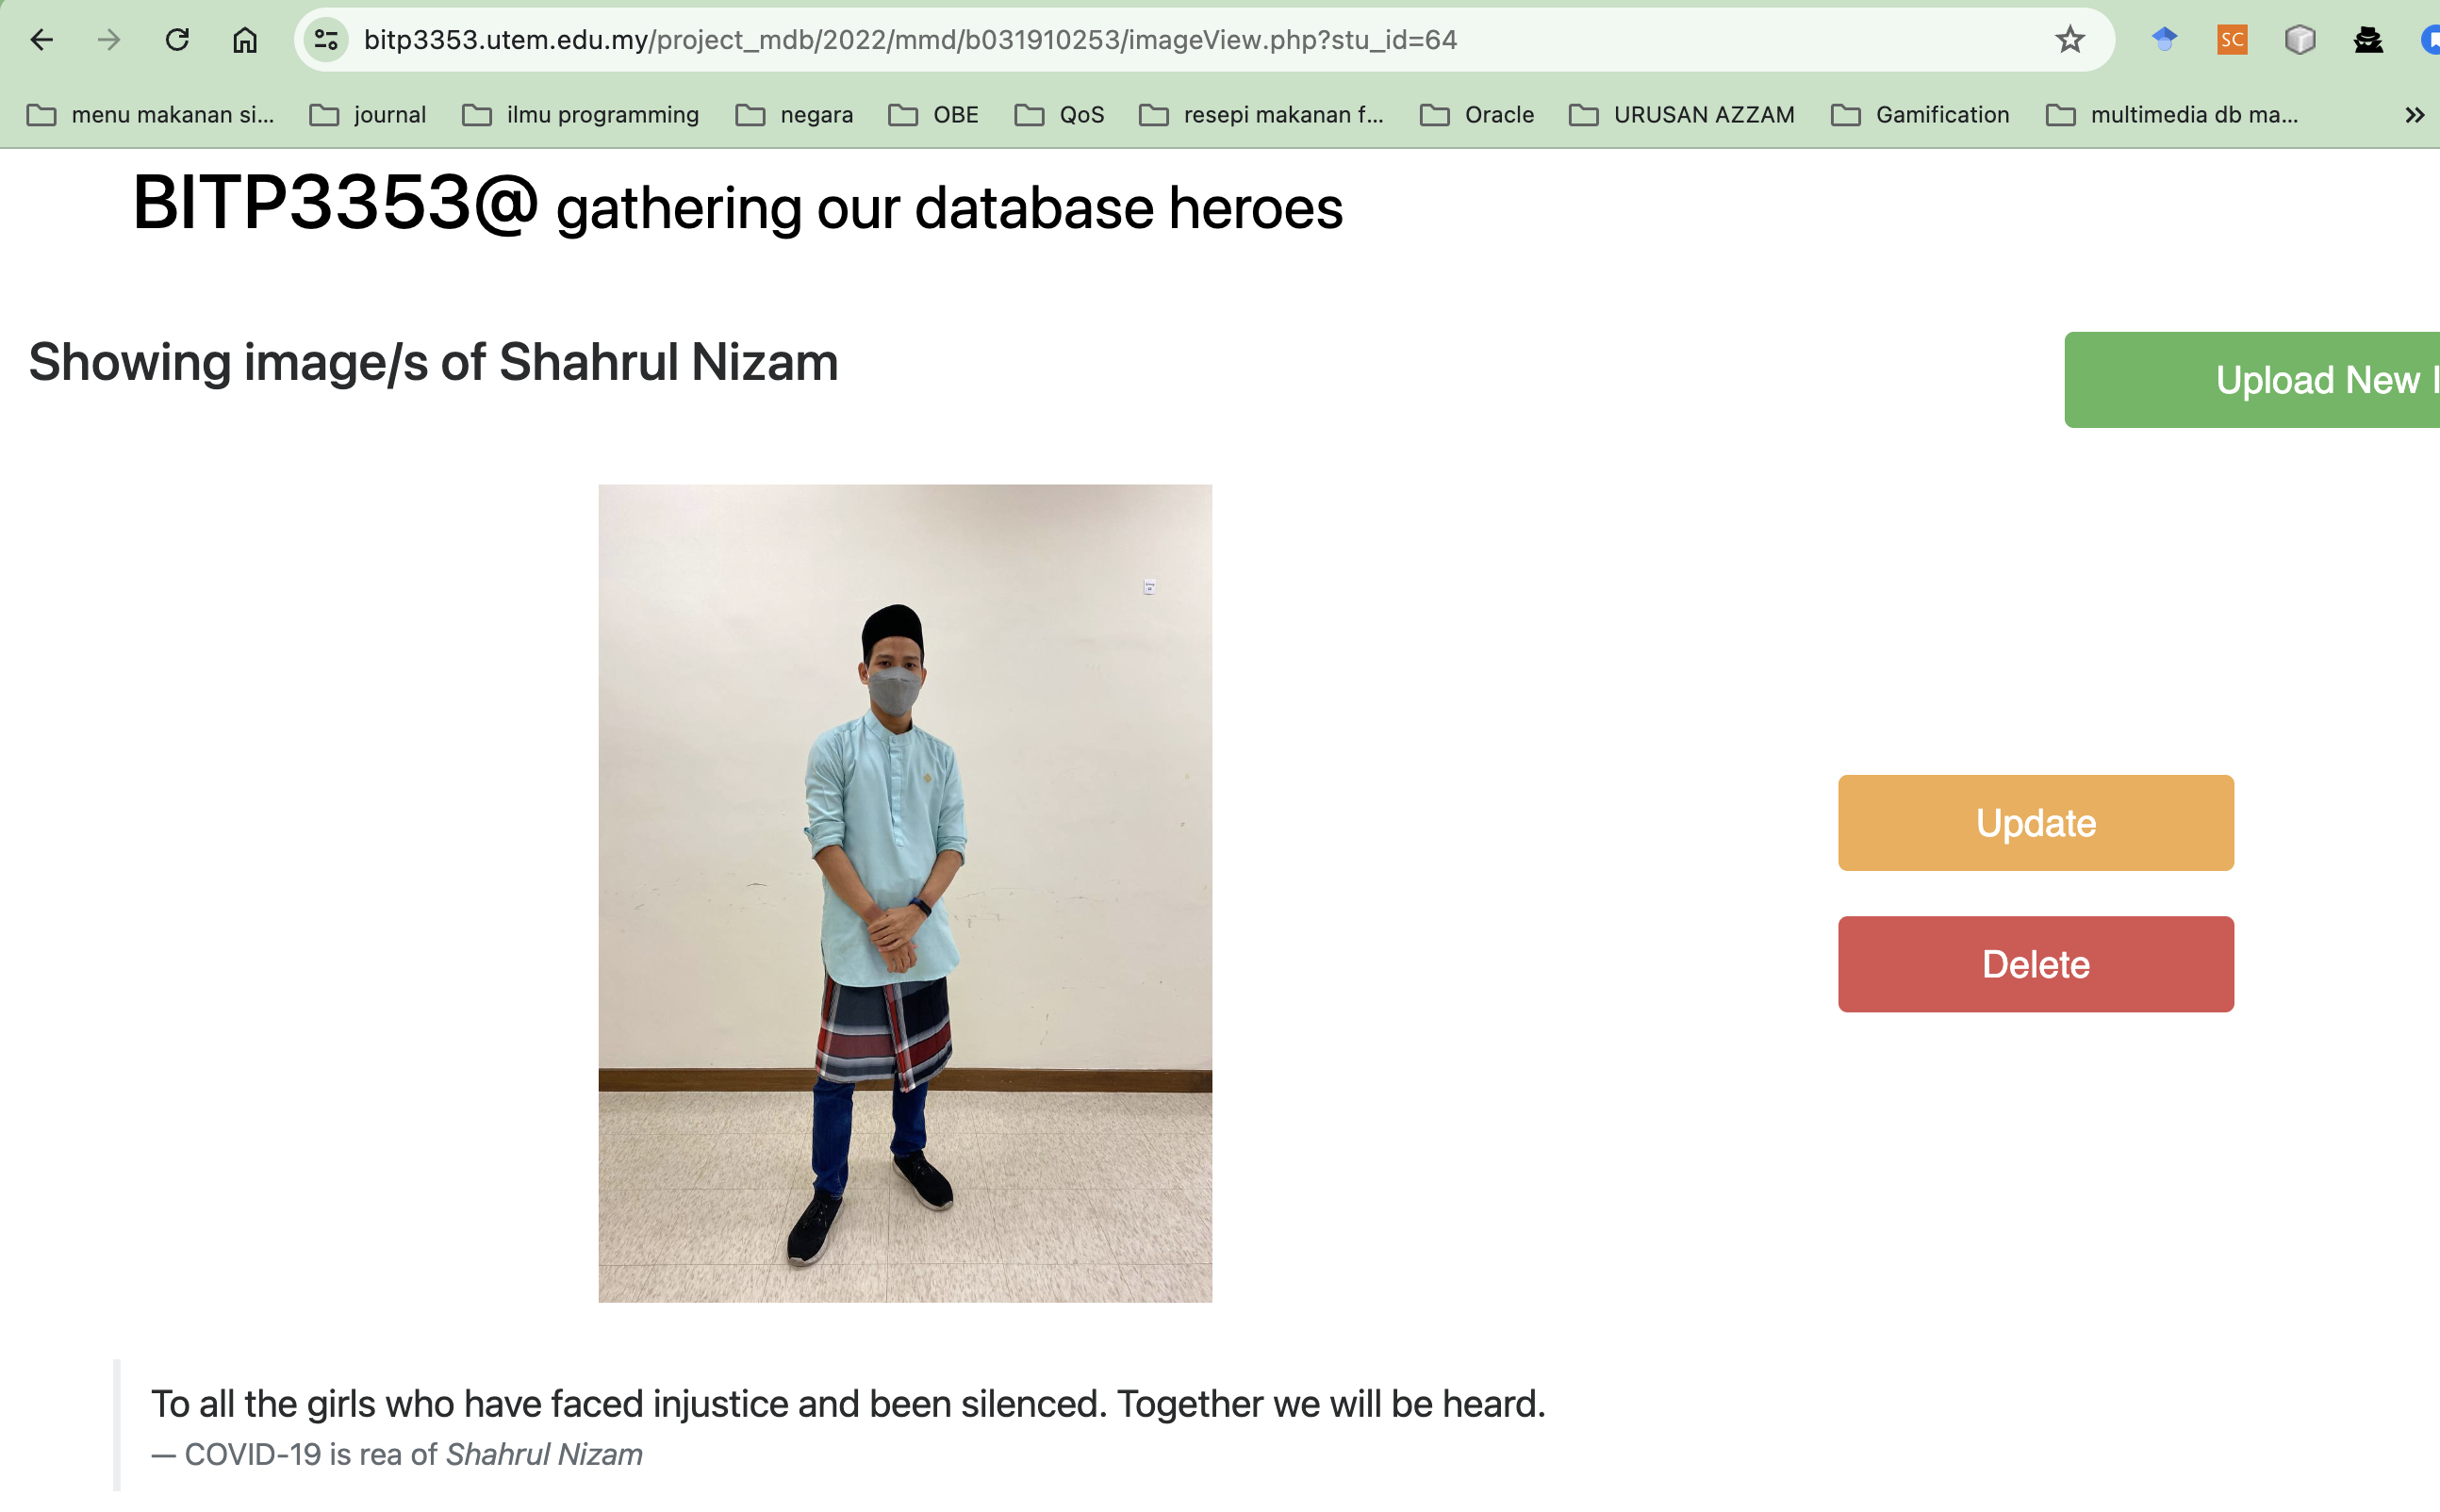 bitp3353.utem.edu.my/project_mdb/2022/mmd/b031910253/imageView.php?stu_id=64
SC
menu makanan si... journal ilmu programming negara OBE QoS resepi makanan f... Oracle URUSAN AZZAM Gamification multimedia db ma...
BITP3353@ gathering our database heroes
Showing image/s of Shahrul Nizam
Upload New
Update
Delete
To all the girls who have faced injustice and been silenced. Together we will be heard.
— COVID-19 is rea of Shahrul Nizam